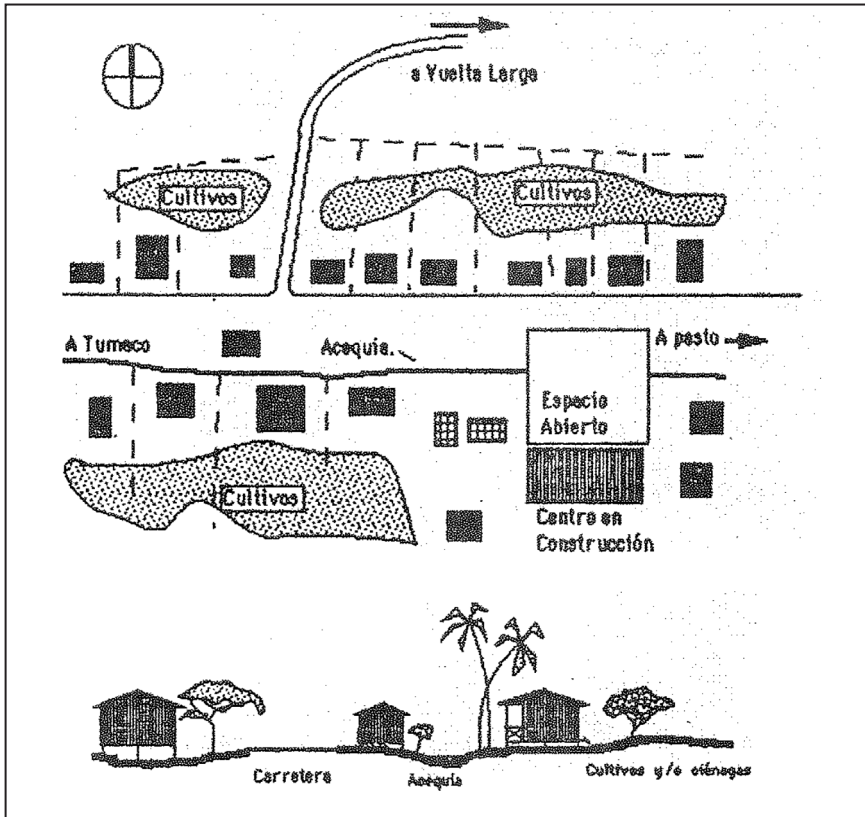 a Vuelta Larga
Cultivos
Cultivos
A Tumaco
Acequia.
A pasto
Espacio
Abierto
Cultivos
Centro en
Construcción
Carretera
Acequia
Cultivos y/o ciénagas